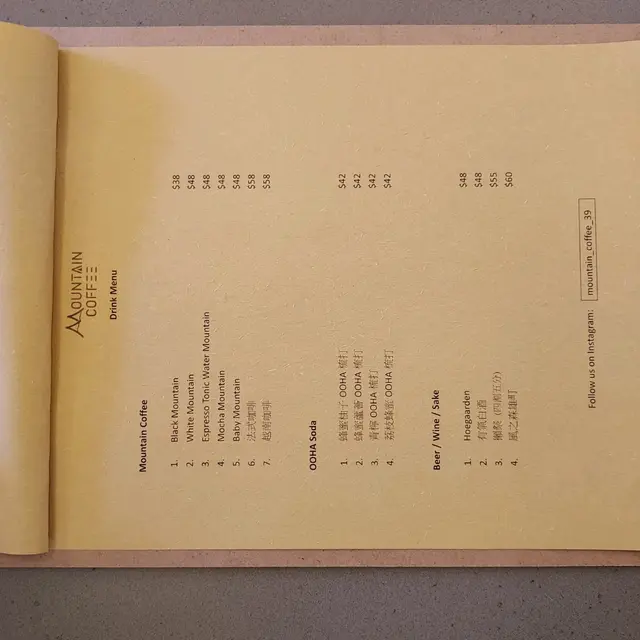 MOUNTAIN
COFFEE
Drink Menu
Mountain Coffee
1. Black Mountain $38
2. White Mountain $48
3. Espresso Tonic Water Mountain $48
4. Mocha Mountain $48
5. Baby Mountain $48
6. 法式咖啡 $58
7. 越南咖啡 $58
OOHA Soda
1. 蜂蜜柚子 OOHA 梳打 $42
2. 蜂蜜蘆薈 OOHA 梳打 $42
3. 青檸 OOHA 梳打 $42
4. 荔枝蜂蜜 OOHA 梳打 $42
Beer / Wine / Sake
1. Hoegaarden $48
2. 有氣白酒 $48
3. 獺祭 (四割五分) $55
4. 風之森雄町 $60
Follow us on Instagram: mountain_coffee_39